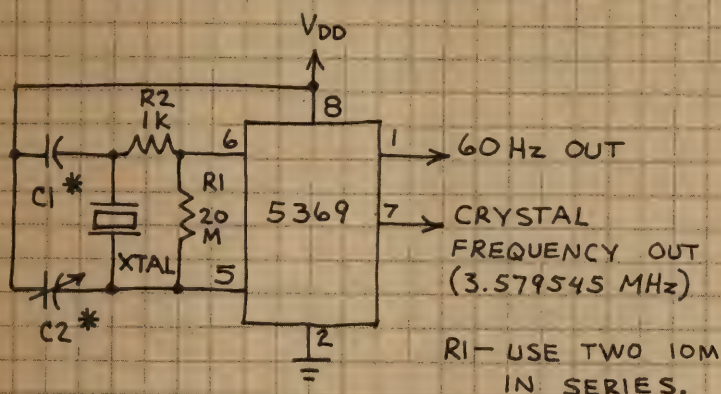 VDD
R2
1K
8
6
1
60 Hz OUT
C1 *
R1
20
M
5369
7
CRYSTAL
FREQUENCY OUT
(3.579545 MHz)
XTAL
5
C2 *
2
R1 - USE TWO 10M
IN SERIES.